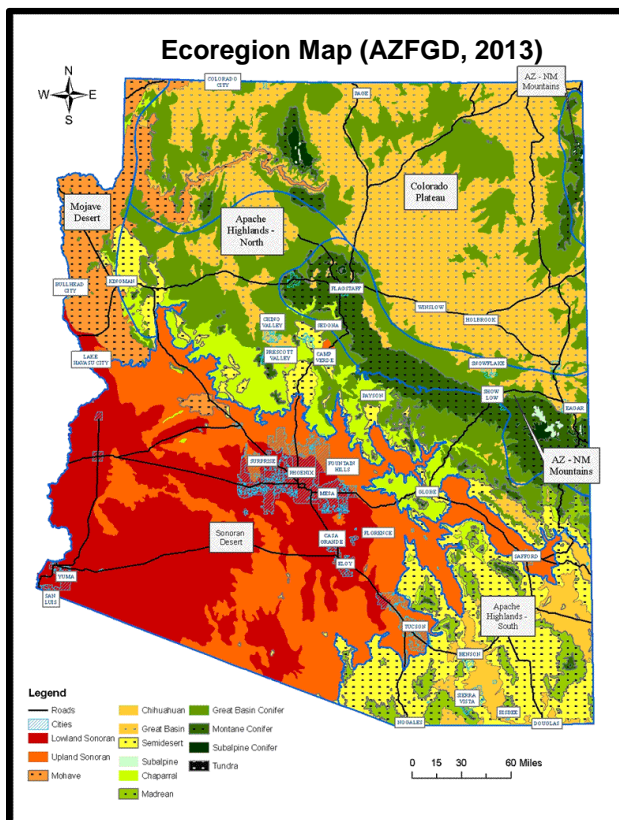 Ecoregion Map (AZFGD, 2013)
N
W E
S
COLORADO
CITY
PAGE
AZ - NM
Mountains
Mojave
Desert
Apache
Highlands -
North
Colorado
Plateau
BULLHEAD
CITY
KINGMAN
FLAGSTAFF
WINSLOW
HOLBROOK
CHINO
VALLEY
SEDONA
LAKE
HAVASU CITY
PRESCOTT
VALLEY
CAMP
VERDE
SNOWFLAKE
PAYSON
SHOW
LOW
EAGAR
AZ - NM
Mountains
SURPRISE
PHOENIX
FOUNTAIN
HILLS
MESA
GLOBE
Sonoran
Desert
CASA
GRANDE
FLORENCE
ELOY
SAFFORD
YUMA
SAN
LUIS
Apache
Highlands -
South
TUCSON
BENSON
SIERRA
VISTA
BISBEE
NOGALES
DOUGLAS
Legend
Roads
Cities
Lowland Sonoran
Upland Sonoran
Mohave
Chihuahuan
Great Basin
Semidesert
Subalpine
Chaparral
Madrean
Great Basin Conifer
Montane Conifer
Subalpine Conifer
Tundra
0 15 30 60 Miles